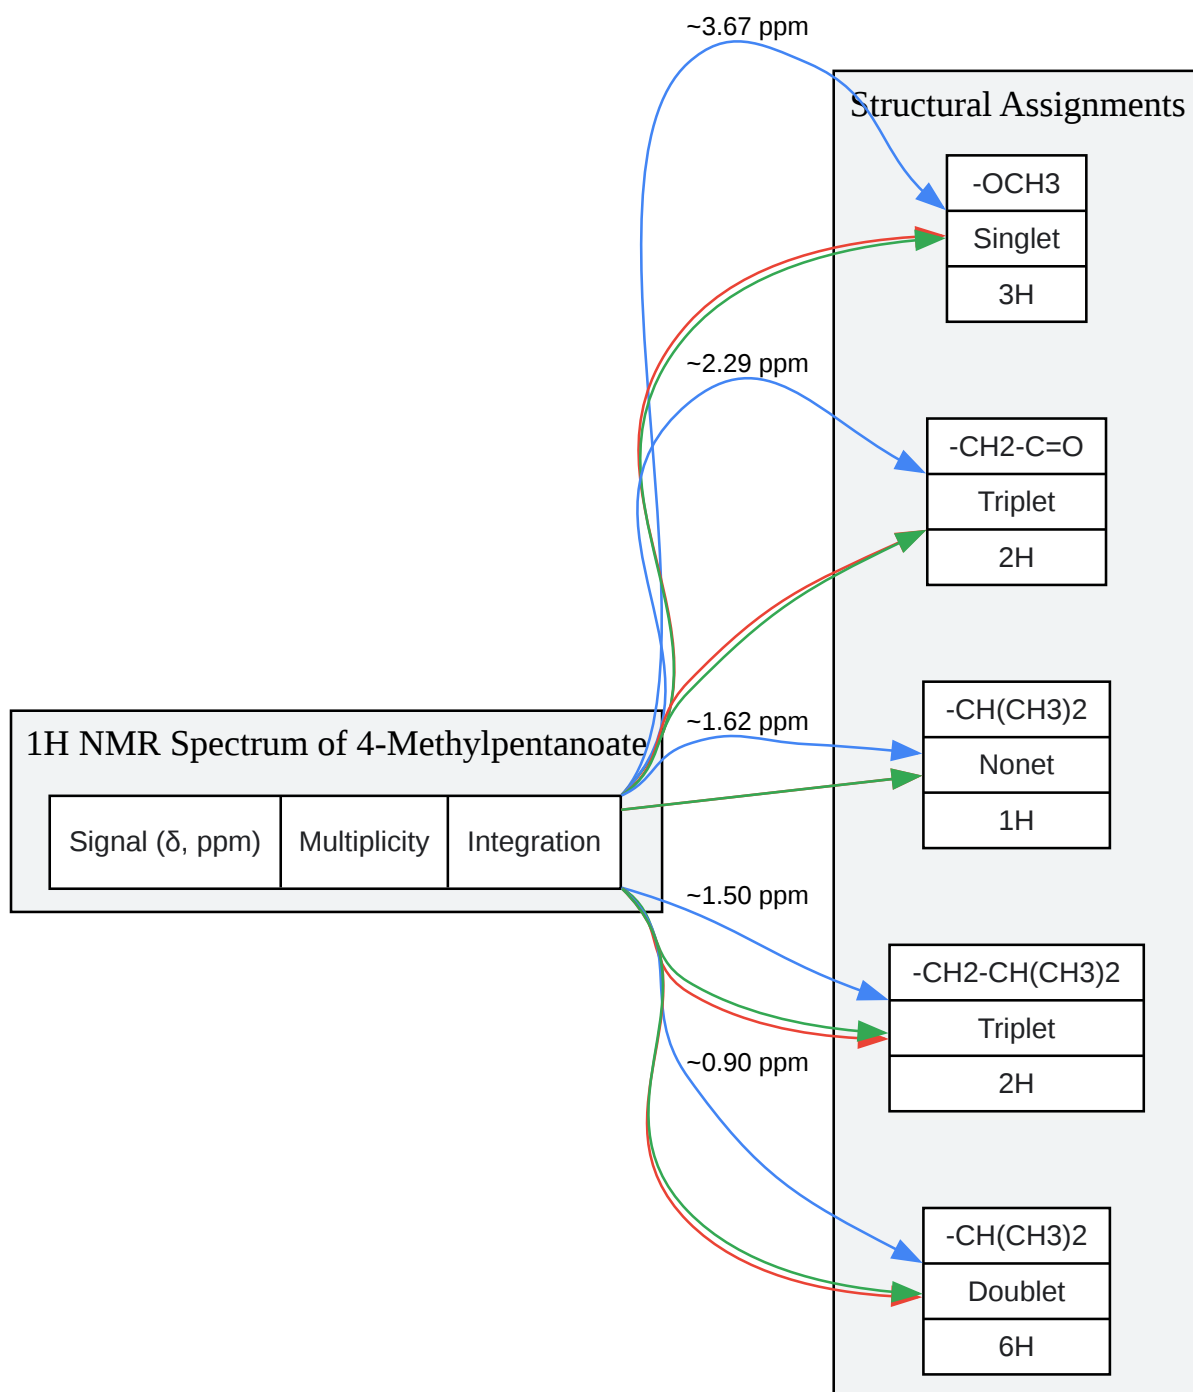 ~3.67 ppm
Structural Assignments
-OCH3
Singlet
3H
~2.29 ppm
-CH2-C=O
Triplet
2H
1H NMR Spectrum of 4-Methylpentanoate
Signal (δ, ppm)
Multiplicity
Integration
~1.62 ppm
-CH(CH3)2
Nonet
1H
~1.50 ppm
-CH2-CH(CH3)2
Triplet
2H
~0.90 ppm
-CH(CH3)2
Doublet
6H